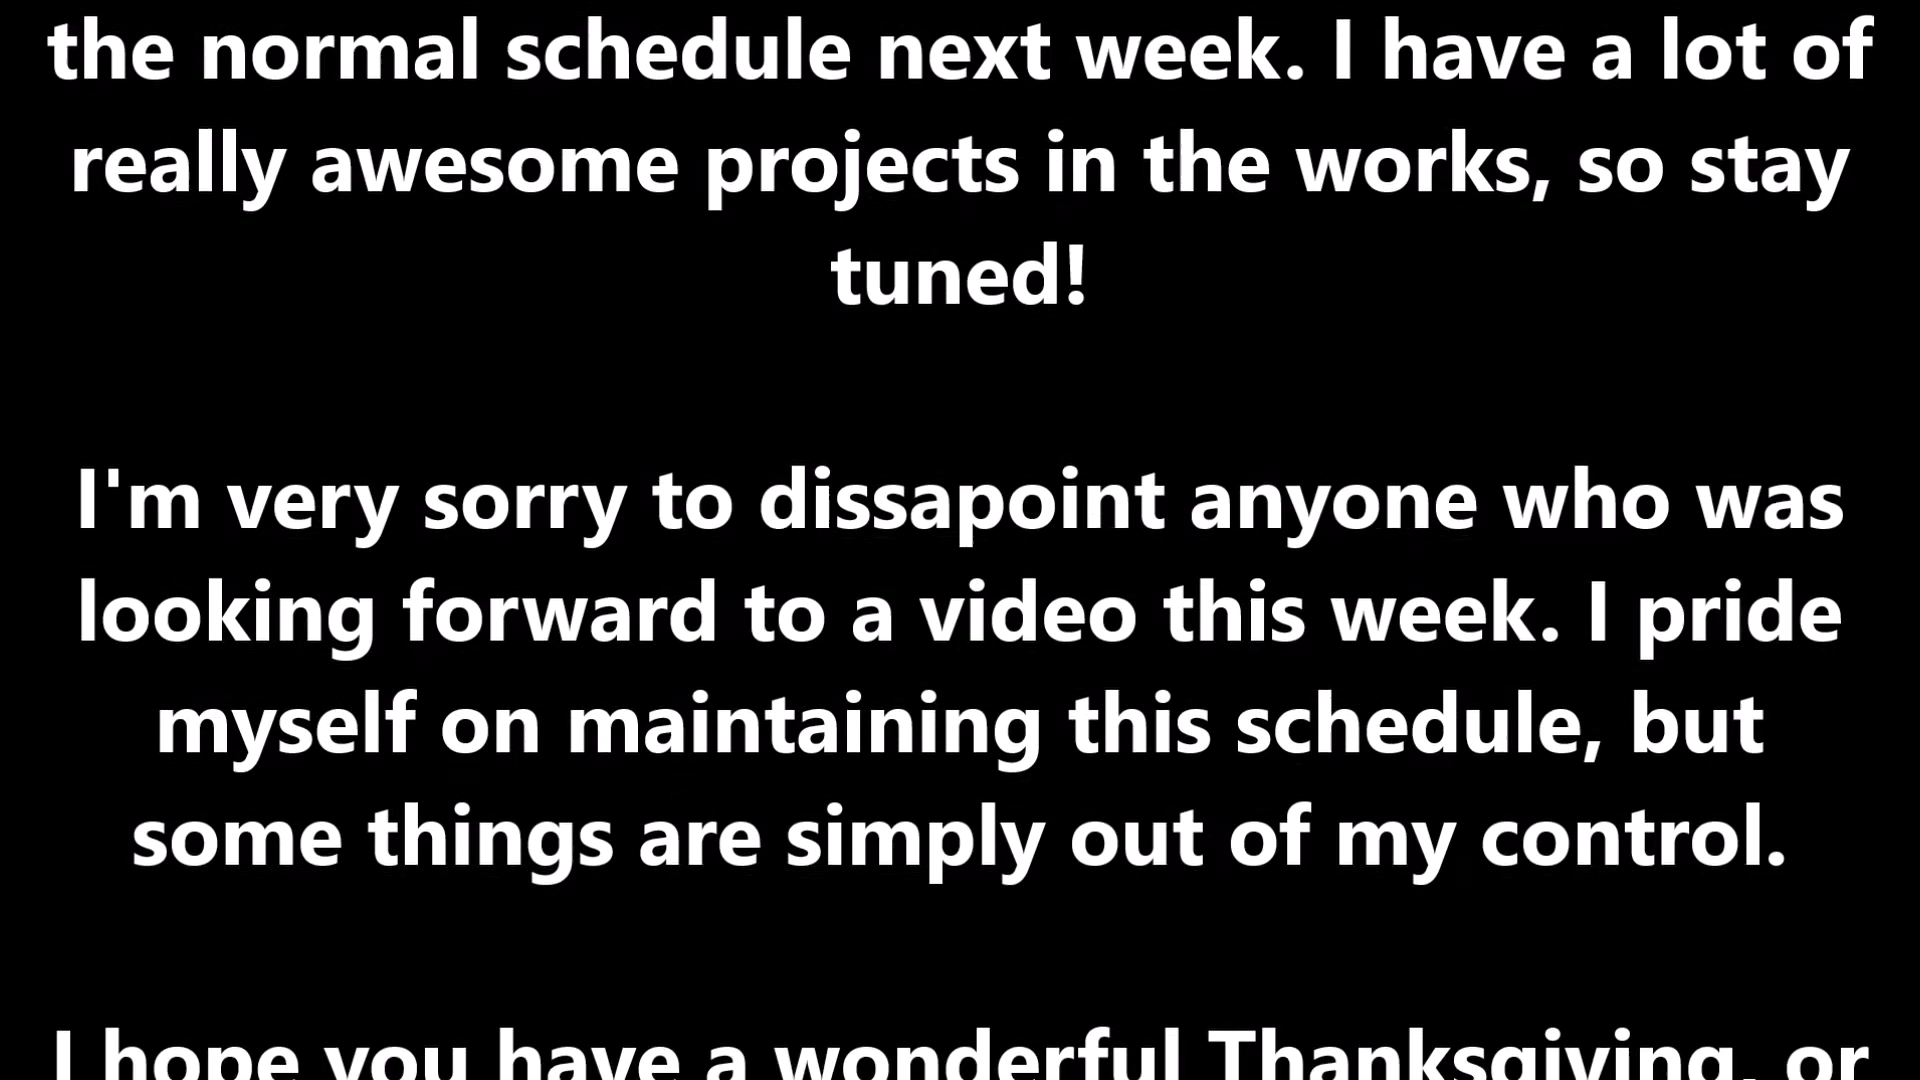 the normal schedule next week. I have a lot of
really awesome projects in the works, so stay
tuned!
I'm very sorry to dissapoint anyone who was
looking forward to a video this week. I pride
myself on maintaining this schedule, but
some things are simply out of my control.
I hope you have a wonderful Thanksgiving, or